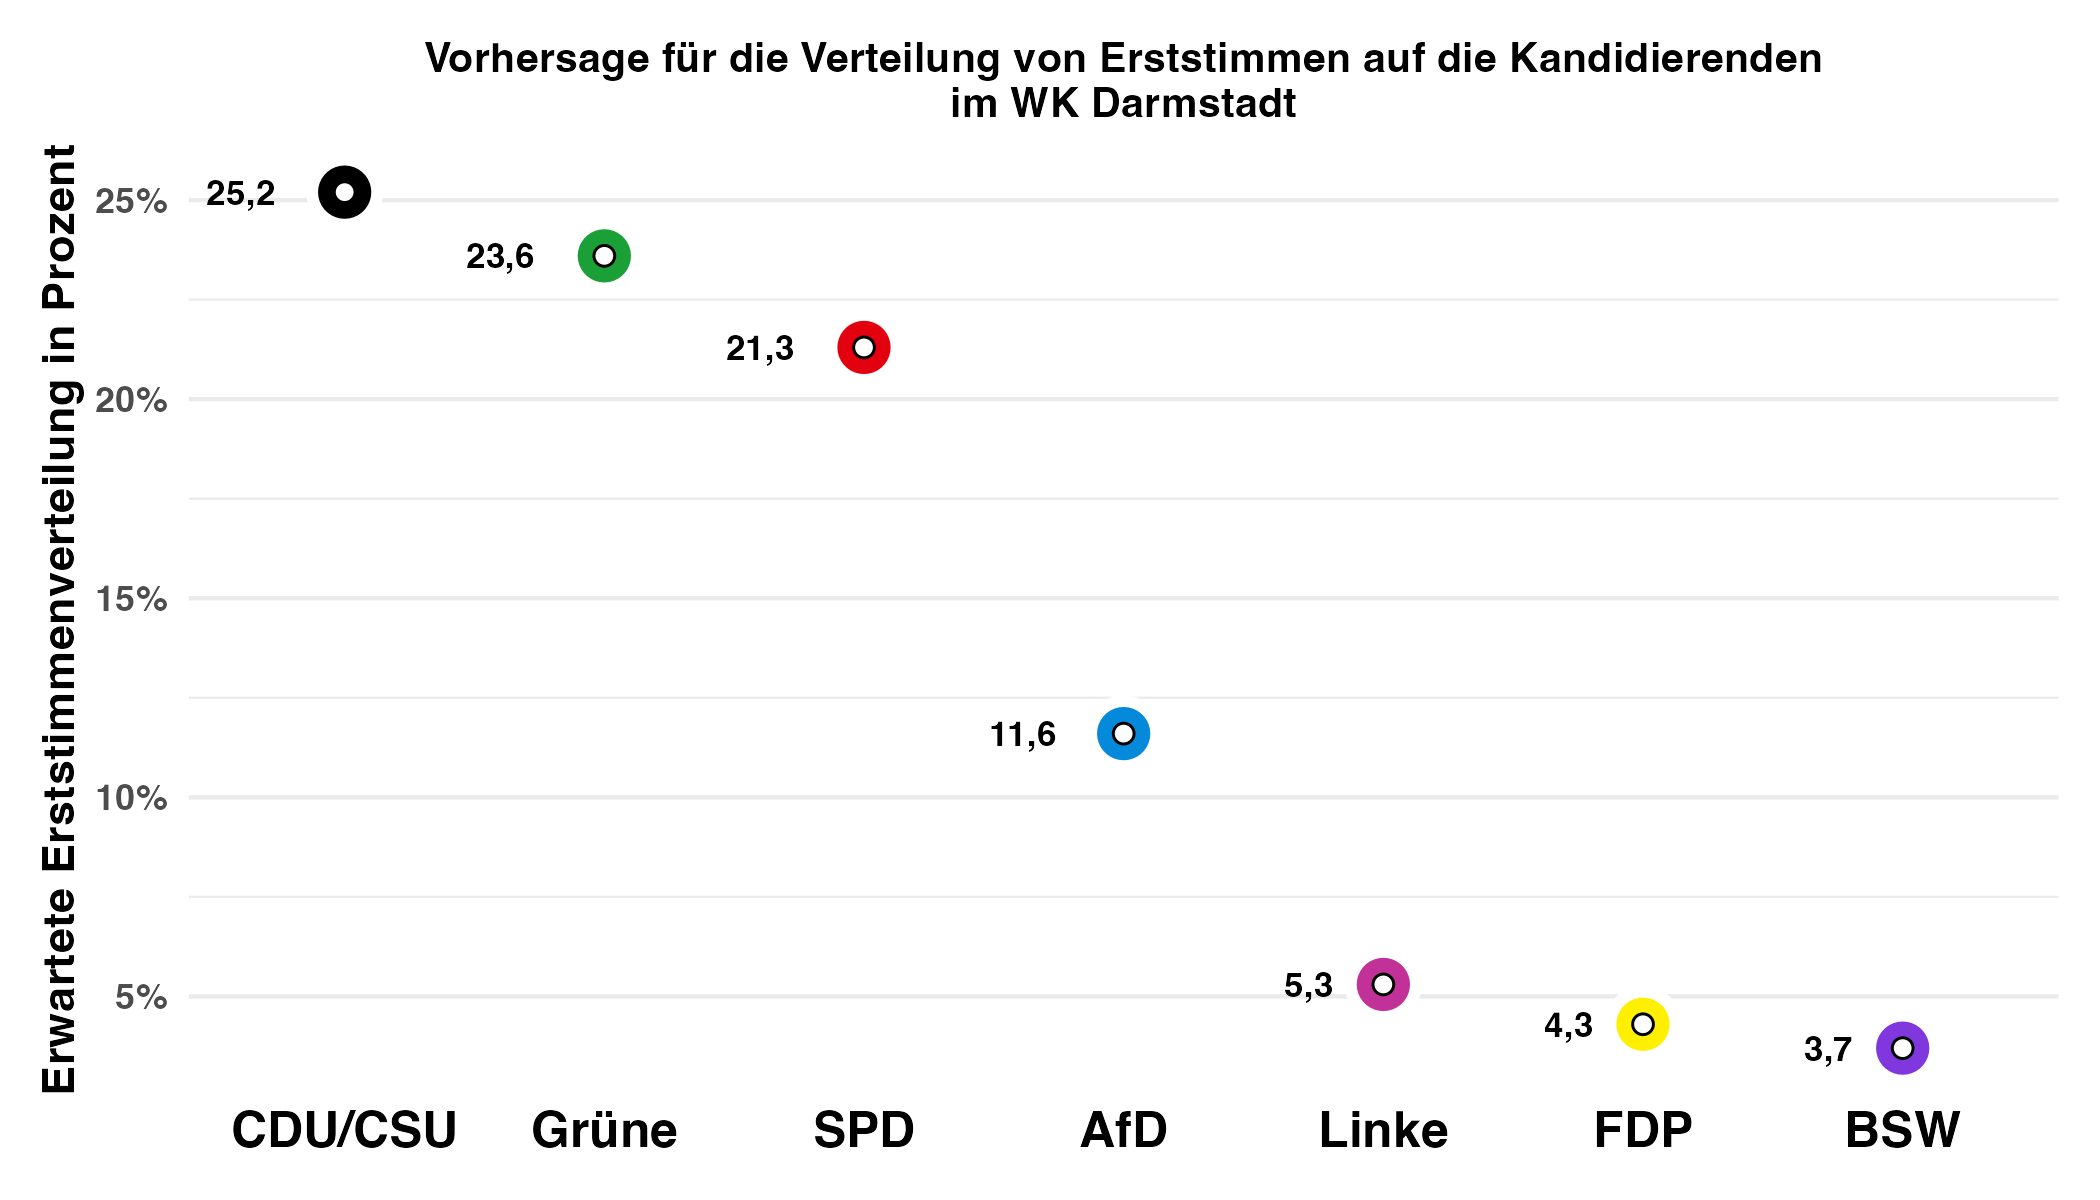 Vorhersage für die Verteilung von Erststimmen auf die Kandidierenden
im WK Darmstadt
Erwartete Erststimmenverteilung in Prozent
25%
20%
15%
10%
5%
25,2
23,6
21,3
11,6
5,3
4,3
3,7
CDU/CSU
Grüne
SPD
AfD
Linke
FDP
BSW